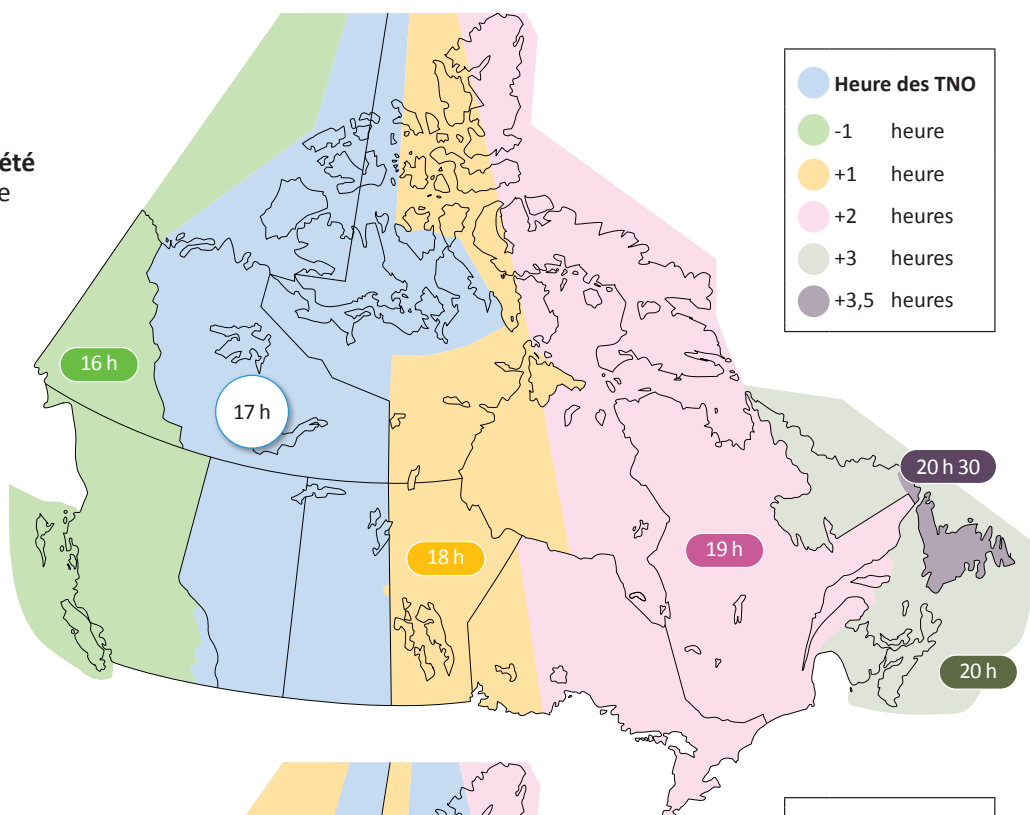 été
e
Heure des TNO
-1 heure
+1 heure
+2 heures
+3 heures
+3,5 heures
16 h
17 h
20 h 30
18 h
19 h
20 h